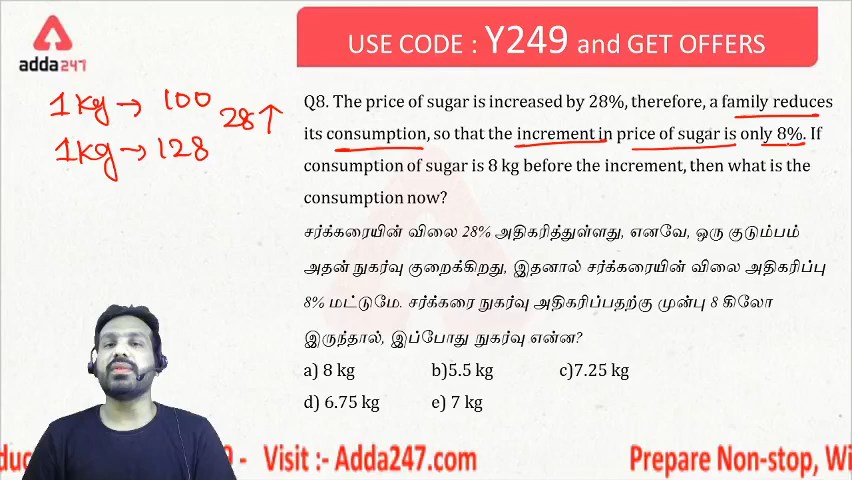 adda247
USE CODE : Y249 and GET OFFERS
1 kg → 100
28↑
1 kg → 128
Q8. The price of sugar is increased by 28%, therefore, a family reduces
its consumption, so that the increment in price of sugar is only 8%. If
consumption of sugar is 8 kg before the increment, then what is the
consumption now?
சர்க்கரையின் விலை 28% அதிகரித்துள்ளது, எனவே, ஒரு குடும்பம்
அதன் நுகர்வு குறைக்கிறது, இதனால் சர்க்கரையின் விலை அதிகரிப்பு
8% மட்டுமே. சர்க்கரை நுகர்வு அதிகரிப்பதற்கு முன்பு 8 கிலோ
இருந்தால், இப்போது நுகர்வு என்ன?
a) 8 kg b)5.5 kg c)7.25 kg
d) 6.75 kg e) 7 kg
- Visit :- Adda247.com Prepare Non-stop,